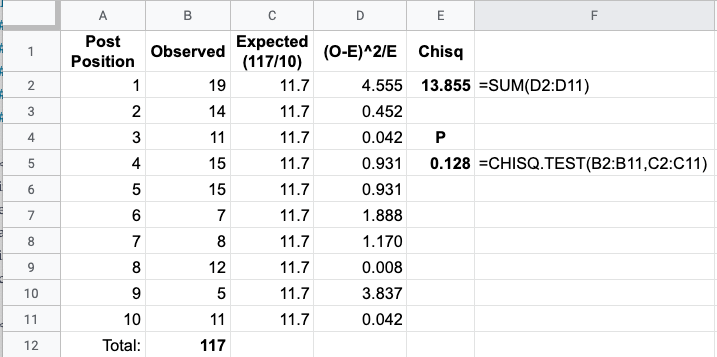 A B C D E F
1 Post Position Observed Expected (117/10) (O-E)^2/E Chisq
2 1 19 11.7 4.555 13.855 =SUM(D2:D11)
3 2 14 11.7 0.452
4 3 11 11.7 0.042 P
5 4 15 11.7 0.931 0.128 =CHISQ.TEST(B2:B11,C2:C11)
6 5 15 11.7 0.931
7 6 7 11.7 1.888
8 7 8 11.7 1.170
9 8 12 11.7 0.008
10 9 5 11.7 3.837
11 10 11 11.7 0.042
12 Total: 117